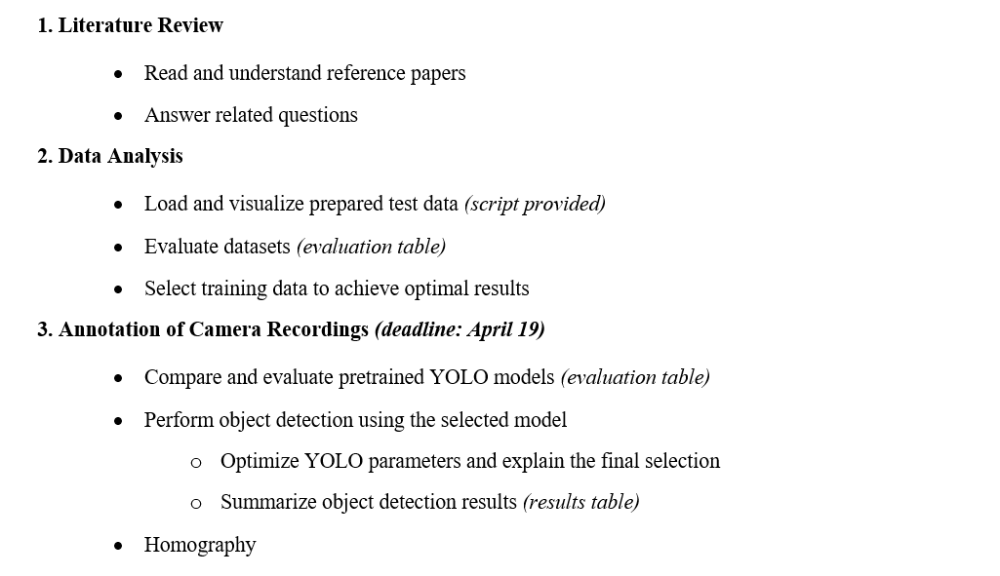 1. Literature Review
• Read and understand reference papers
• Answer related questions
2. Data Analysis
• Load and visualize prepared test data (script provided)
• Evaluate datasets (evaluation table)
• Select training data to achieve optimal results
3. Annotation of Camera Recordings (deadline: April 19)
• Compare and evaluate pretrained YOLO models (evaluation table)
• Perform object detection using the selected model
o Optimize YOLO parameters and explain the final selection
o Summarize object detection results (results table)
• Homography